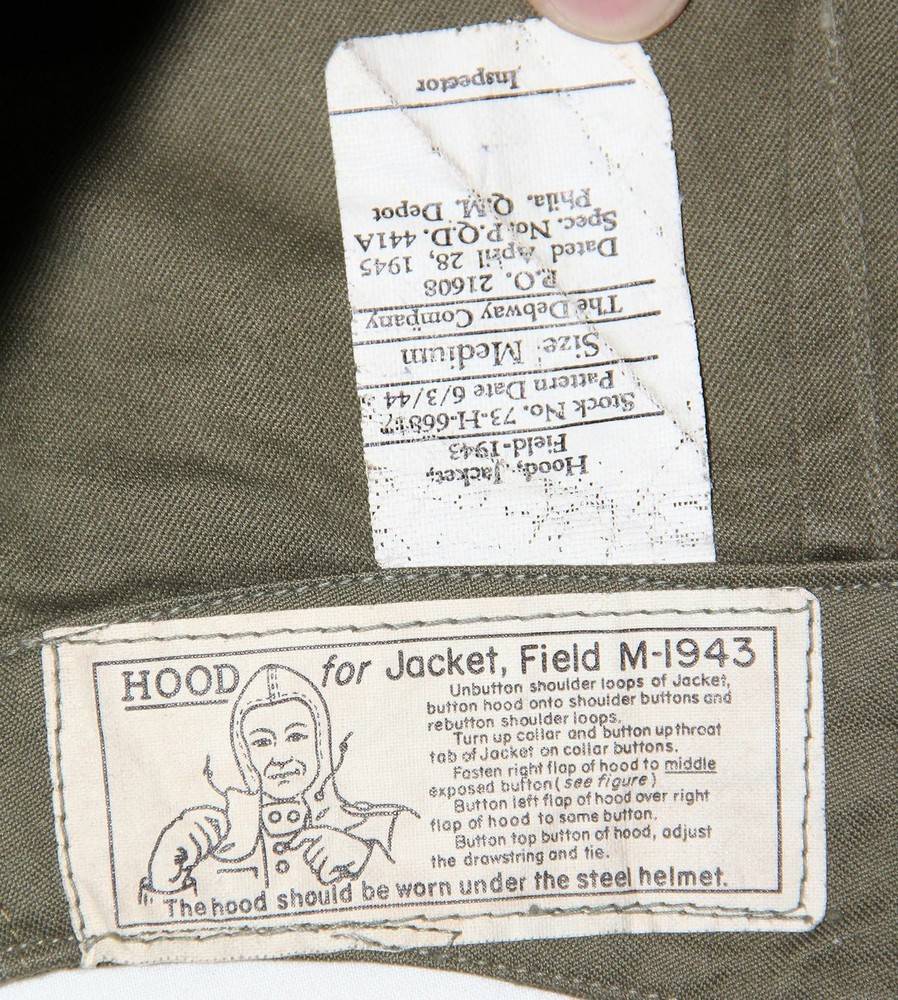 Hood, Jacket,
Field-1943
Stock No. 73-H-66817
Pattern Date 6/3/44
Size: Medium
The Debway Company
P.O. 21608
Dated April 28, 1945
Spec. No. P.Q.D. 441A
Phila. Q.M. Depot
Inspector
HOOD for Jacket, Field M-1943
Unbutton shoulder loops of Jacket,
button hood onto shoulder buttons and
rebutton shoulder loops.
Turn up collar and button up throat
tab of Jacket on collar buttons.
Fasten right flap of hood to middle
exposed button (see figure)
Button left flap of hood over right
flap of hood to same button.
Button top button of hood, adjust
the drawstring and tie.
The hood should be worn under the steel helmet.